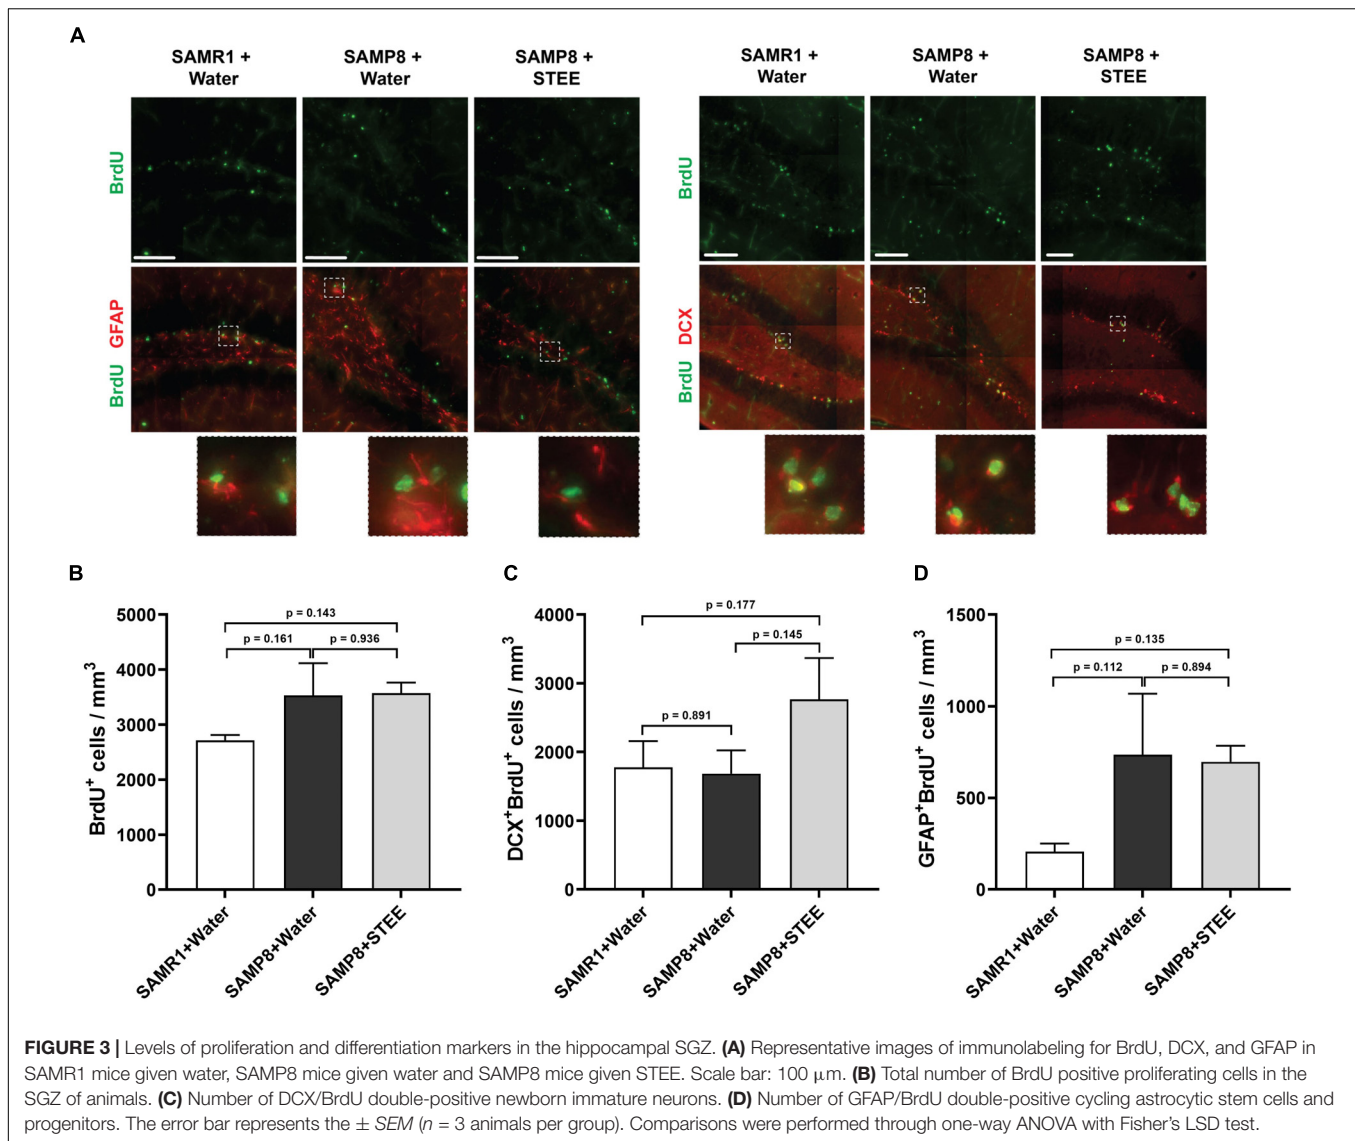 A
SAMR1 +
Water
SAMP8 +
Water
SAMP8 +
STEE
SAMR1 +
Water
SAMP8 +
Water
SAMP8 +
STEE
BrdU
BrdU
BrdU GFAP
BrdU DCX
B
BrdU⁺ cells / mm³
5000
4000
3000
2000
1000
0
p = 0.143
p = 0.161
p = 0.936
SAMR1+Water
SAMP8+Water
SAMP8+STEE
C
DCX⁺BrdU⁺ cells / mm³
4000
3000
2000
1000
0
p = 0.177
p = 0.145
p = 0.891
SAMR1+Water
SAMP8+Water
SAMP8+STEE
D
GFAP⁺BrdU⁺ cells / mm³
1500
1000
500
0
p = 0.135
p = 0.112
p = 0.894
SAMR1+Water
SAMP8+Water
SAMP8+STEE
FIGURE 3 | Levels of proliferation and differentiation markers in the hippocampal SGZ. (A) Representative images of immunolabeling for BrdU, DCX, and GFAP in
SAMR1 mice given water, SAMP8 mice given water and SAMP8 mice given STEE. Scale bar: 100 μm. (B) Total number of BrdU positive proliferating cells in the
SGZ of animals. (C) Number of DCX/BrdU double-positive newborn immature neurons. (D) Number of GFAP/BrdU double-positive cycling astrocytic stem cells and
progenitors. The error bar represents the ± SEM (n = 3 animals per group). Comparisons were performed through one-way ANOVA with Fisher's LSD test.